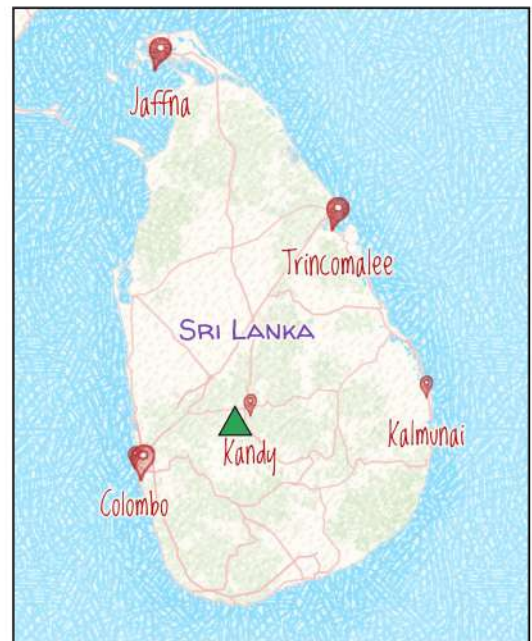 Jaffna
Trincomalee
SRI LANKA
Kalmunai
Kandy
Colombo